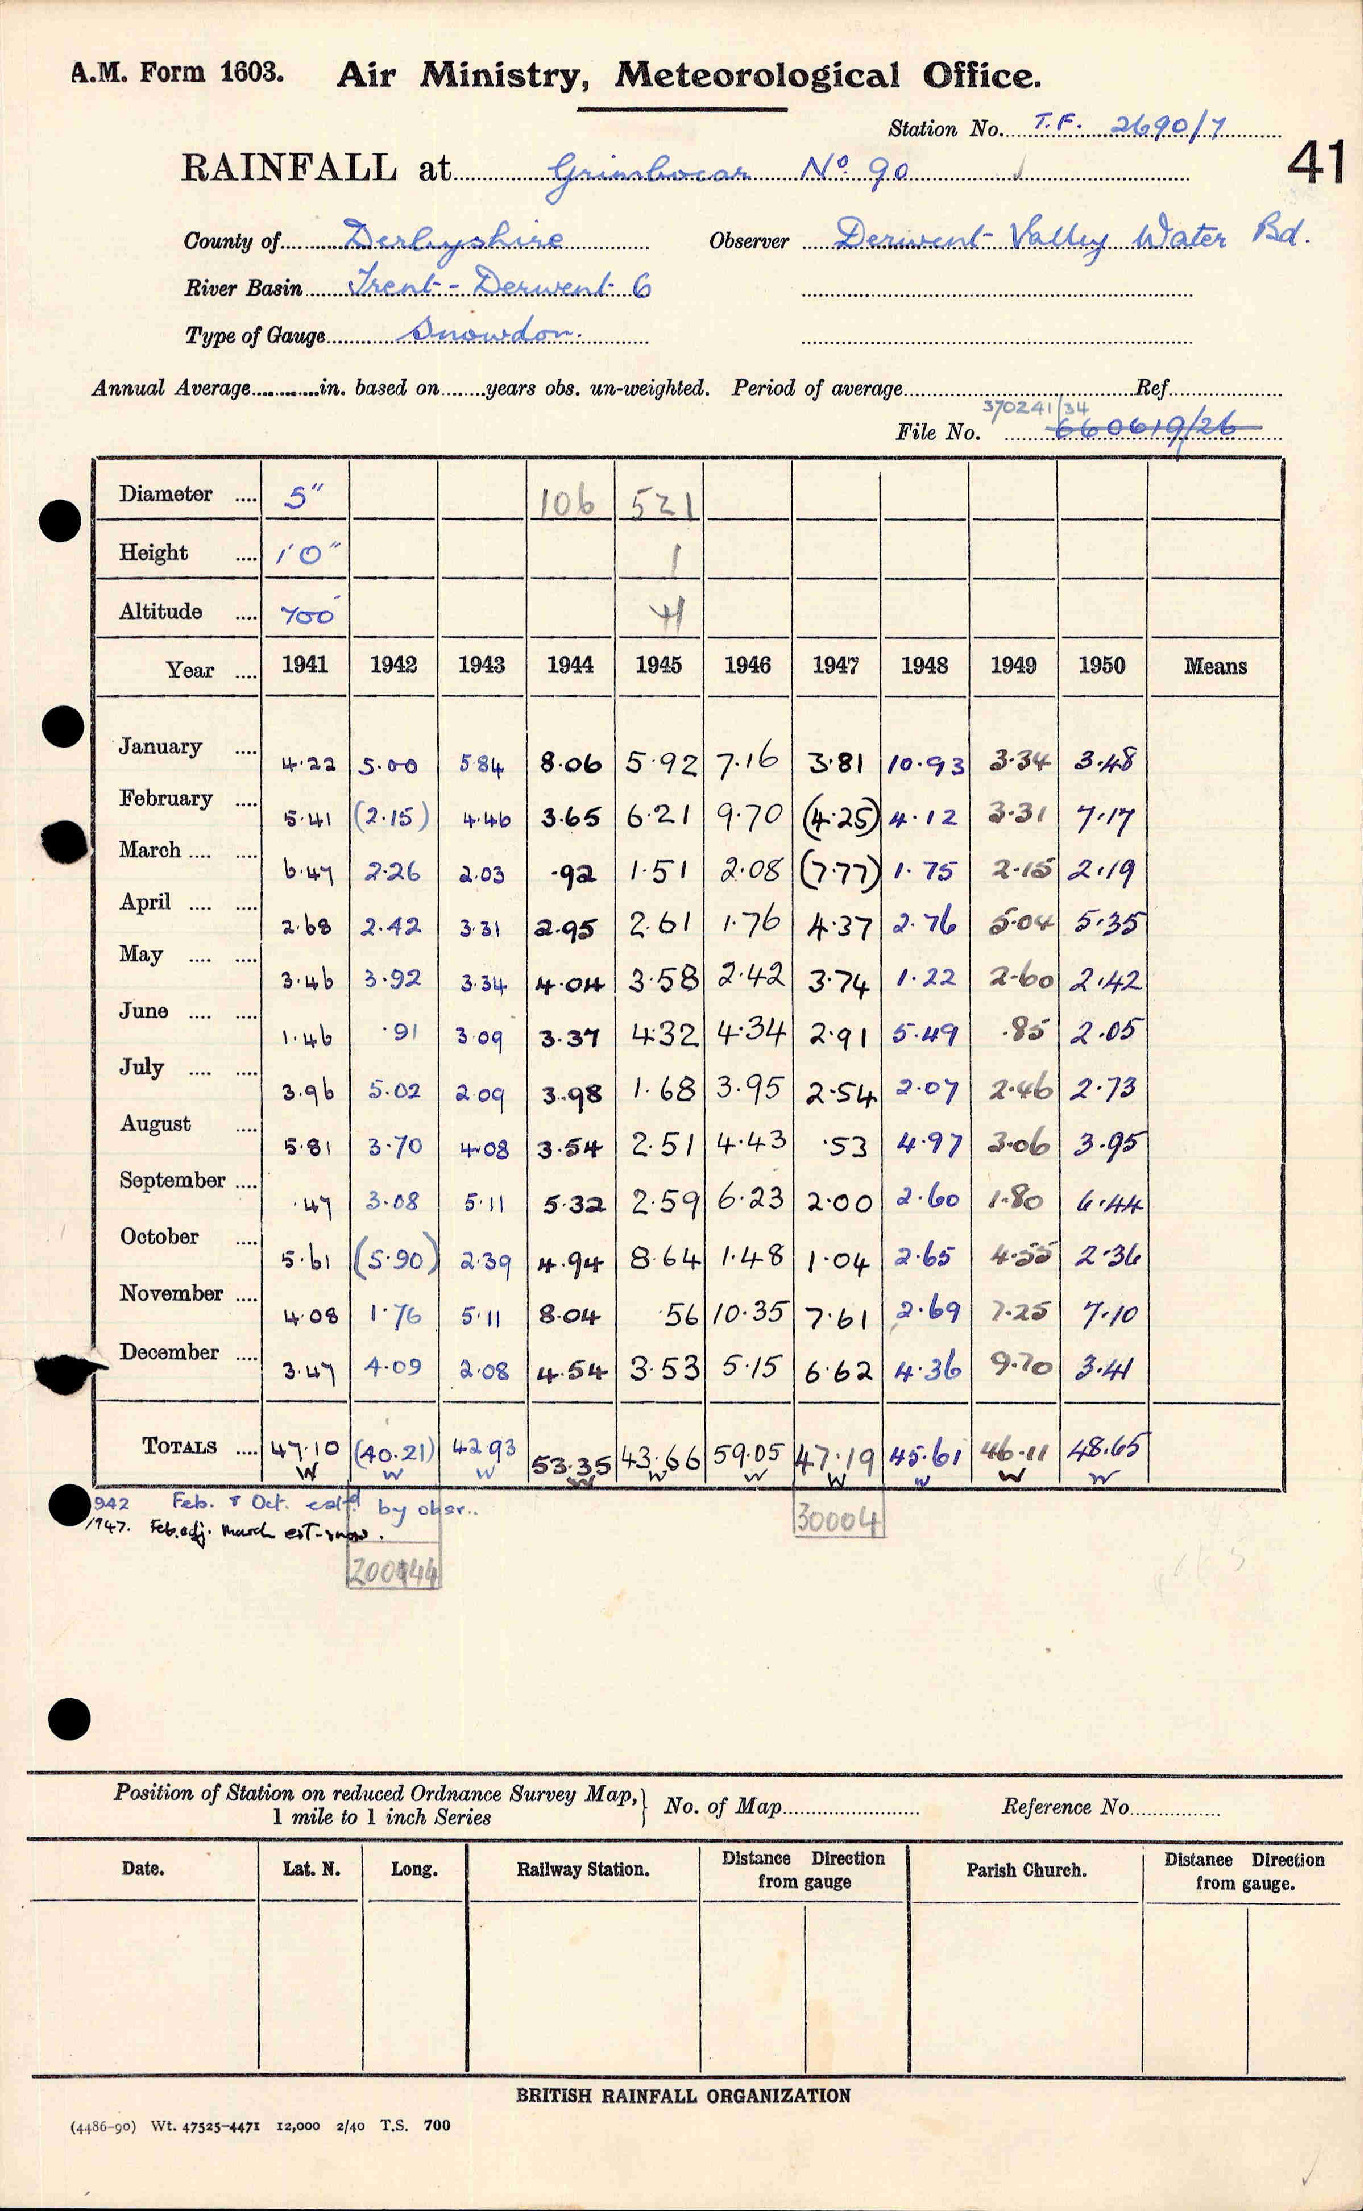 A.M. Form 1603. Air Ministry, Meteorological Office.
Station No. T.F. 2690/7
41
RAINFALL at Grimbocar No. 90
County of Derbyshire Observer Derwent Valley Water Bd.
River Basin Trent - Derwent 6
Type of Gauge Snowdon.
Annual Average............in. based on........years obs. un-weighted. Period of average........Ref........
370241/34
File No. 660619/26
Diameter .... 5" 106 521
Height .... 1'0" 1
Altitude .... 700' 41
Year .... 1941 1942 1943 1944 1945 1946 1947 1948 1949 1950 Means
January .... 4.22 5.00 5.84 8.06 5.92 7.16 3.81 10.93 3.34 3.48
February .... 5.41 (2.15) 4.46 3.65 6.21 9.70 (4.25) 4.12 3.31 7.17
March .... .... 6.47 2.26 2.03 .92 1.51 2.08 (7.77) 1.75 2.15 2.19
April .... .... 2.68 2.42 3.31 2.95 2.61 1.76 4.37 2.76 5.04 5.35
May .... .... 3.46 3.92 3.34 4.04 3.58 2.42 3.74 1.22 2.60 2.42
June .... .... 1.46 .91 3.09 3.37 4.32 4.34 2.91 5.49 .85 2.05
July .... .... 3.96 5.02 2.09 3.98 1.68 3.95 2.54 2.07 2.46 2.73
August .... 5.81 3.70 4.08 3.54 2.51 4.43 .53 4.97 3.06 3.95
September .... .47 3.08 5.11 5.32 2.59 6.23 2.00 2.60 1.80 6.44
October .... 5.61 (5.90) 2.39 4.94 8.64 1.48 1.04 2.65 4.55 2.36
November .... 4.08 1.76 5.11 8.04 .56 10.35 7.61 2.69 7.25 7.10
December .... 3.47 4.09 2.08 4.54 3.53 5.15 6.62 4.36 9.70 3.41
TOTALS .... 47.10 (40.21) 42.93 53.35 43.66 59.05 47.19 45.61 46.11 48.65
W W W W W W W W W W
942 Feb. & Oct. estd by obsr..
1947. Feb. adj. March est-snow.
30004
200444
Position of Station on reduced Ordnance Survey Map,
1 mile to 1 inch Series
No. of Map........ Reference No........
Date. Lat. N. Long. Railway Station. Distance Direction from gauge Parish Church. Distance Direction from gauge.
BRITISH RAINFALL ORGANIZATION
(4486-90) Wt. 47525-4471 12,000 2/40 T.S. 700